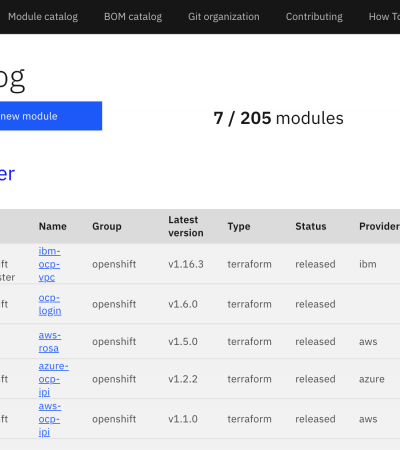 Module catalog BOM catalog Git organization Contributing How To
og
new module
7 / 205 modules
er
Name Group Latest version Type Status Provider
ft ster ibm-ocp-vpc openshift v1.16.3 terraform released ibm
ft ocp-login openshift v1.6.0 terraform released
ft aws-rosa openshift v1.5.0 terraform released aws
ft azure-ocp-ipi openshift v1.2.2 terraform released azure
ft aws-ocp-ipi openshift v1.1.0 terraform released aws